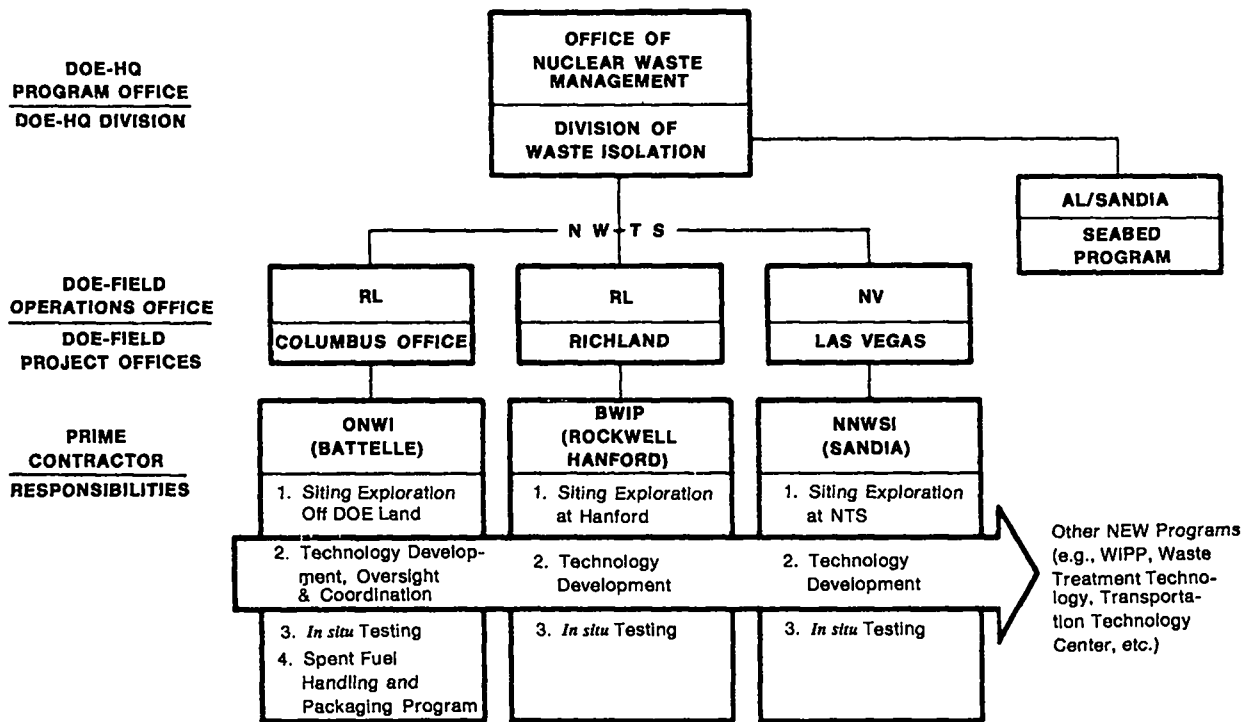 DOE-HQ
PROGRAM OFFICE
DOE-HQ DIVISION
OFFICE OF
NUCLEAR WASTE
MANAGEMENT
DIVISION OF
WASTE ISOLATION
AL/SANDIA
SEABED
PROGRAM
N W T S
DOE-FIELD
OPERATIONS OFFICE
DOE-FIELD
PROJECT OFFICES
RL
COLUMBUS OFFICE
RL
RICHLAND
NV
LAS VEGAS
PRIME
CONTRACTOR
RESPONSIBILITIES
ONWI
(BATTELLE)
1. Siting Exploration
Off DOE Land
2. Technology Develop-
ment, Oversight
& Coordination
3. In situ Testing
4. Spent Fuel
Handling and
Packaging Program
BWIP
(ROCKWELL
HANFORD)
1. Siting Exploration
at Hanford
2. Technology
Development
3. In situ Testing
NNWSI
(SANDIA)
1. Siting Exploration
at NTS
2. Technology
Development
3. In situ Testing
Other NEW Programs
(e.g., WIPP, Waste
Treatment Techno-
logy, Transporta-
tion Technology
Center, etc.)